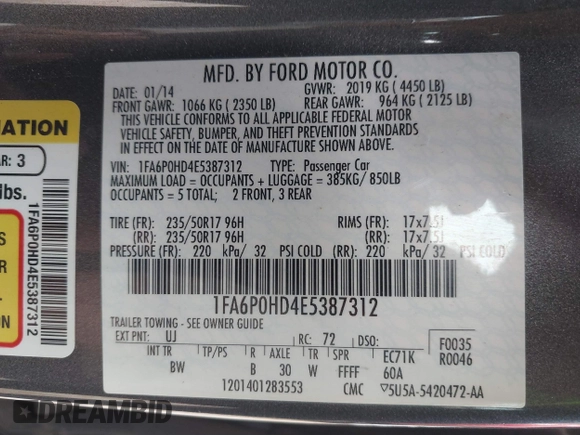 MFD. BY FORD MOTOR CO.
DATE: 01/14
GVWR: 2019 KG ( 4450 LB)
FRONT GAWR: 1066 KG ( 2350 LB)
REAR GAWR: 964 KG ( 2125 LB)
THIS VEHICLE CONFORMS TO ALL APPLICABLE FEDERAL MOTOR
VEHICLE SAFETY, BUMPER, AND THEFT PREVENTION STANDARDS
IN EFFECT ON THE DATE OF MANUFACTURE SHOWN ABOVE.
VIN: 1FA6P0HD4E5387312 TYPE: Passenger Car
MAXIMUM LOAD = OCCUPANTS + LUGGAGE = 385KG/ 850LB
OCCUPANTS = 5 TOTAL; 2 FRONT, 3 REAR
TIRE (FR): 235/50R17 96H RIMS (FR): 17x7.5J
(RR): 235/50R17 96H (RR): 17x7.5J
PRESSURE (FR): 220 kPa/ 32 PSI COLD (RR): 220 kPa/ 32 PSI COLD
1FA6P0HD4E5387312
TRAILER TOWING - SEE OWNER GUIDE
EXT PNT: UJ RC: 72 DSO: F0035
R0046
INT TR TP/PS R AXLE TR SPR EC71K
BW B 30 W FFFF 60A
1201401283553 CMC 5U5A-5420472-AA
MATION
AR: 3
lbs.
1FA6P0HD4E5387312
S
R
S
ON
DREAMBID